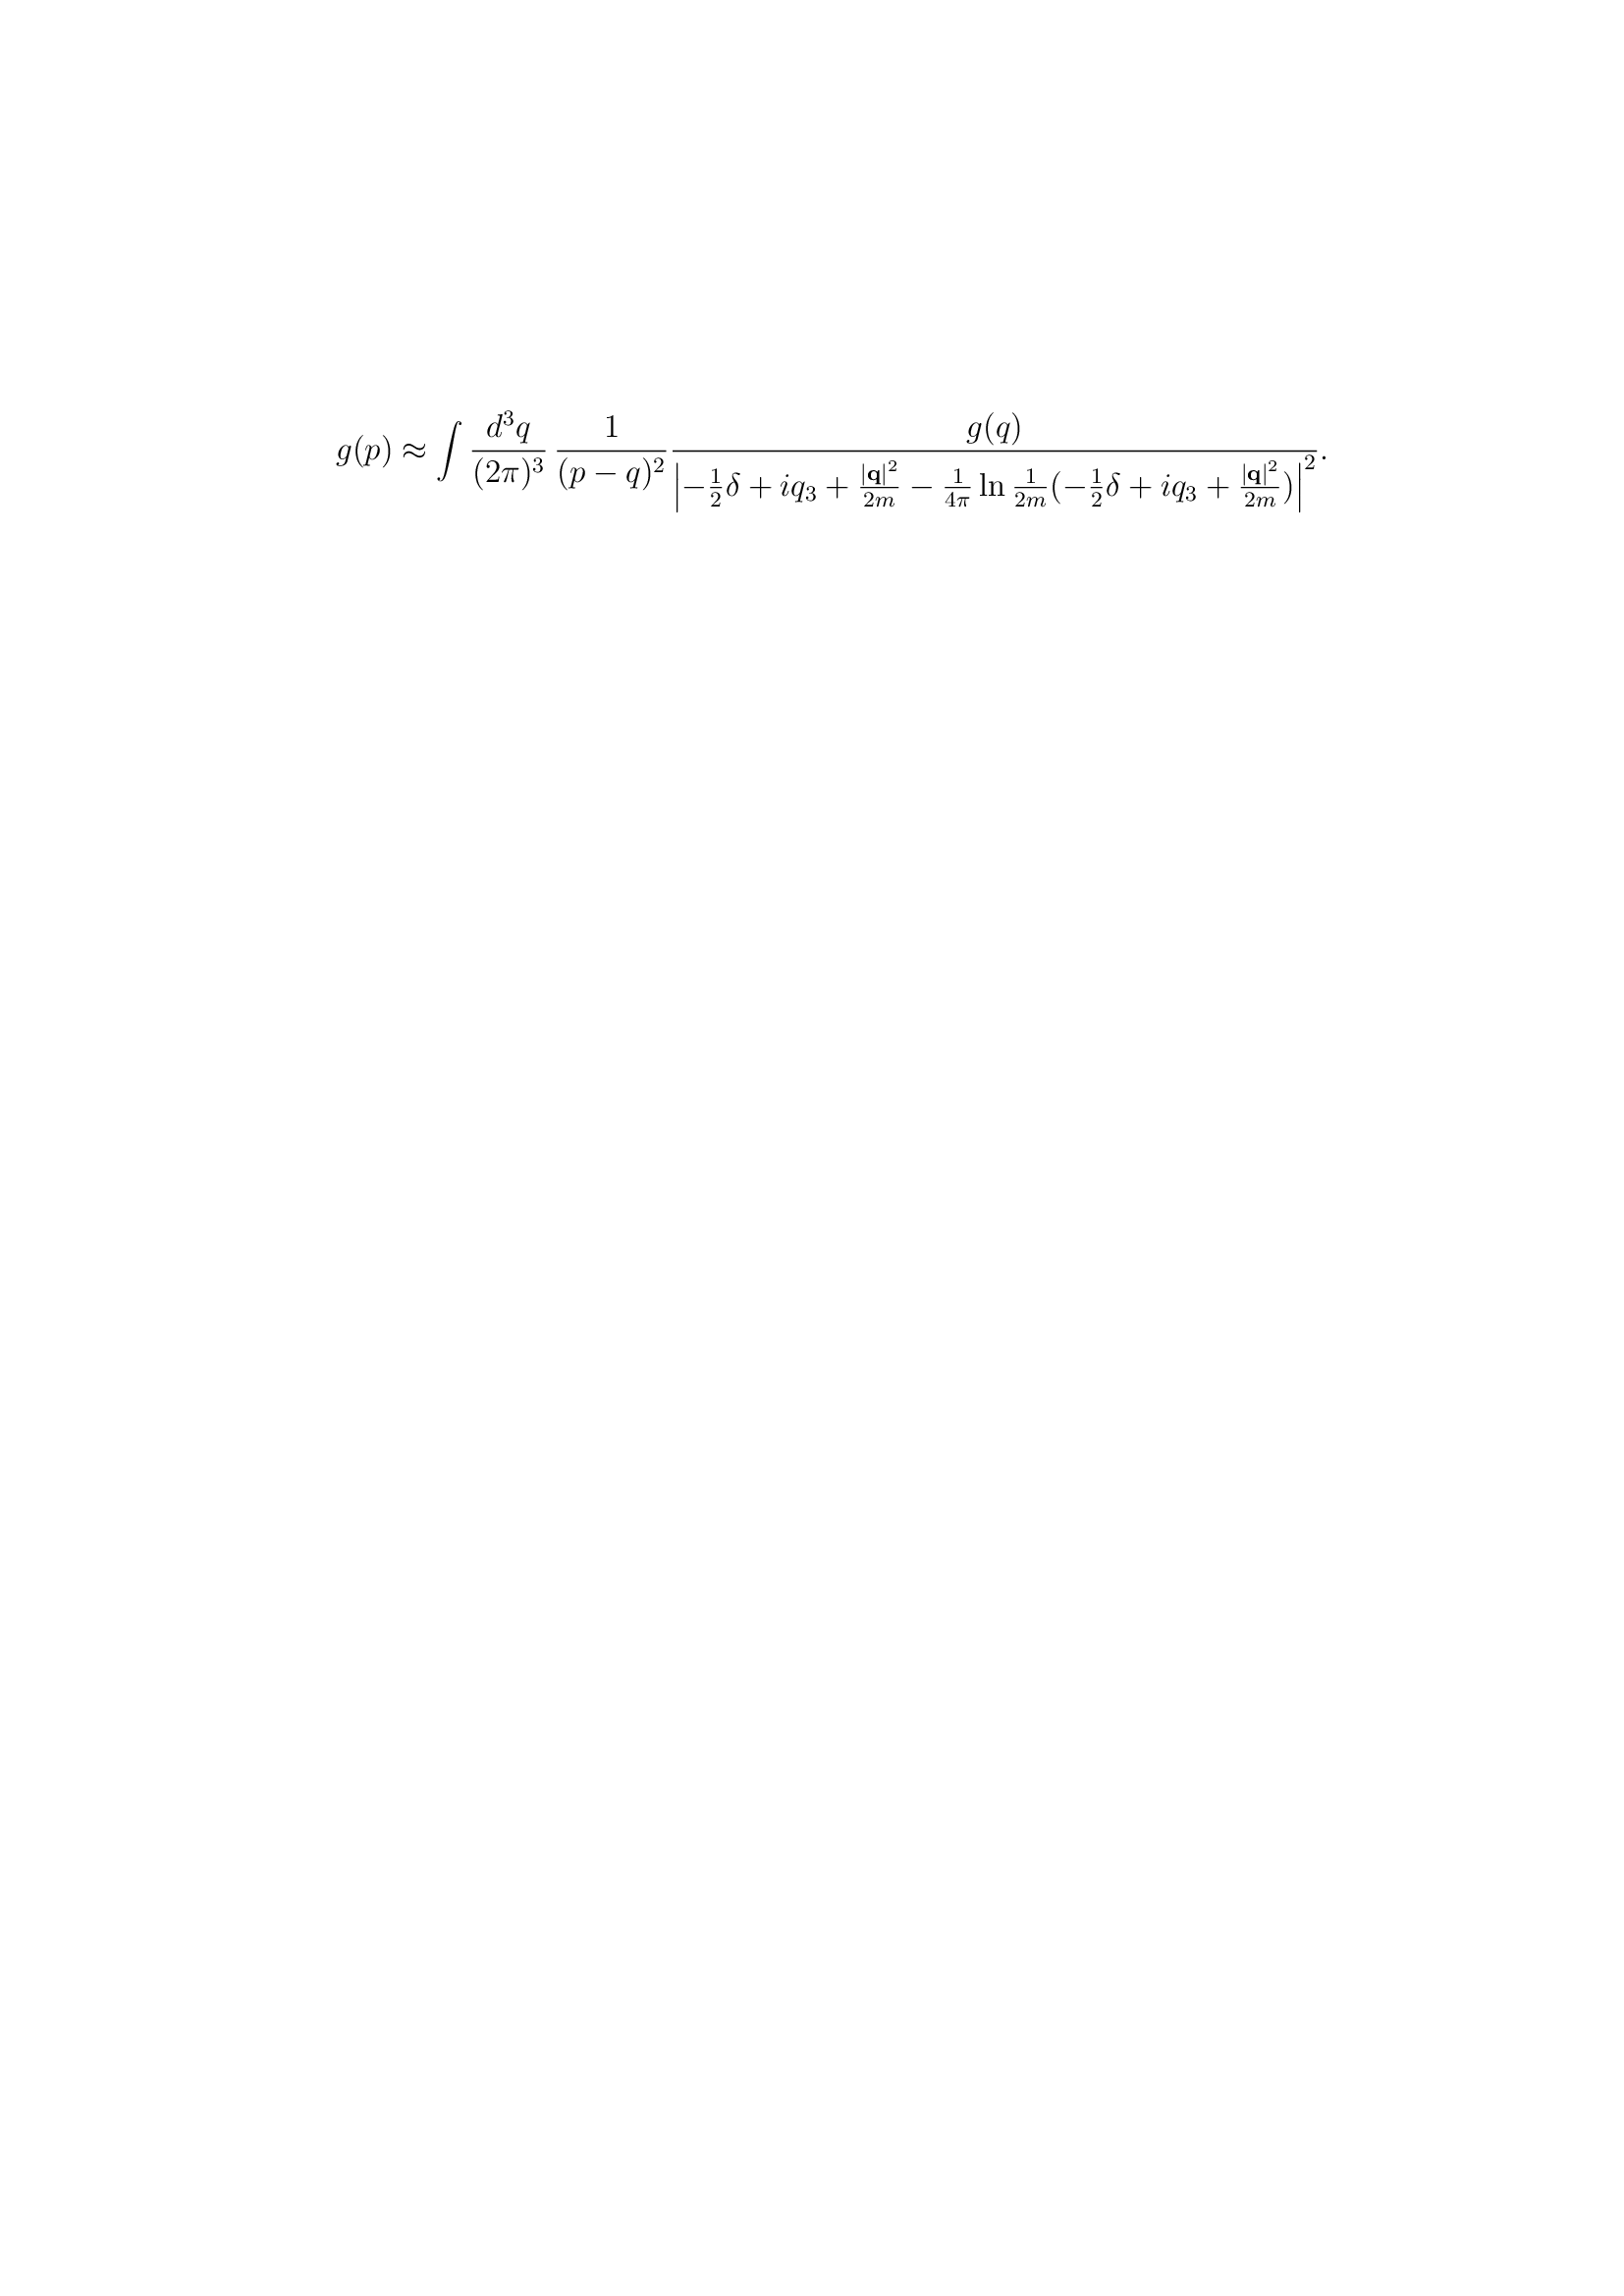 $$g(p) \approx \int \frac{d^3q}{(2\pi)^3} \, \frac{1}{(p-q)^2} \frac{g(q)}{\left| -\frac{1}{2}\delta + iq_3 + \frac{|\mathbf{q}|^2}{2m} - \frac{1}{4\pi} \ln \frac{1}{2m}(-\frac{1}{2}\delta + iq_3 + \frac{|\mathbf{q}|^2}{2m}) \right|^2}.$$